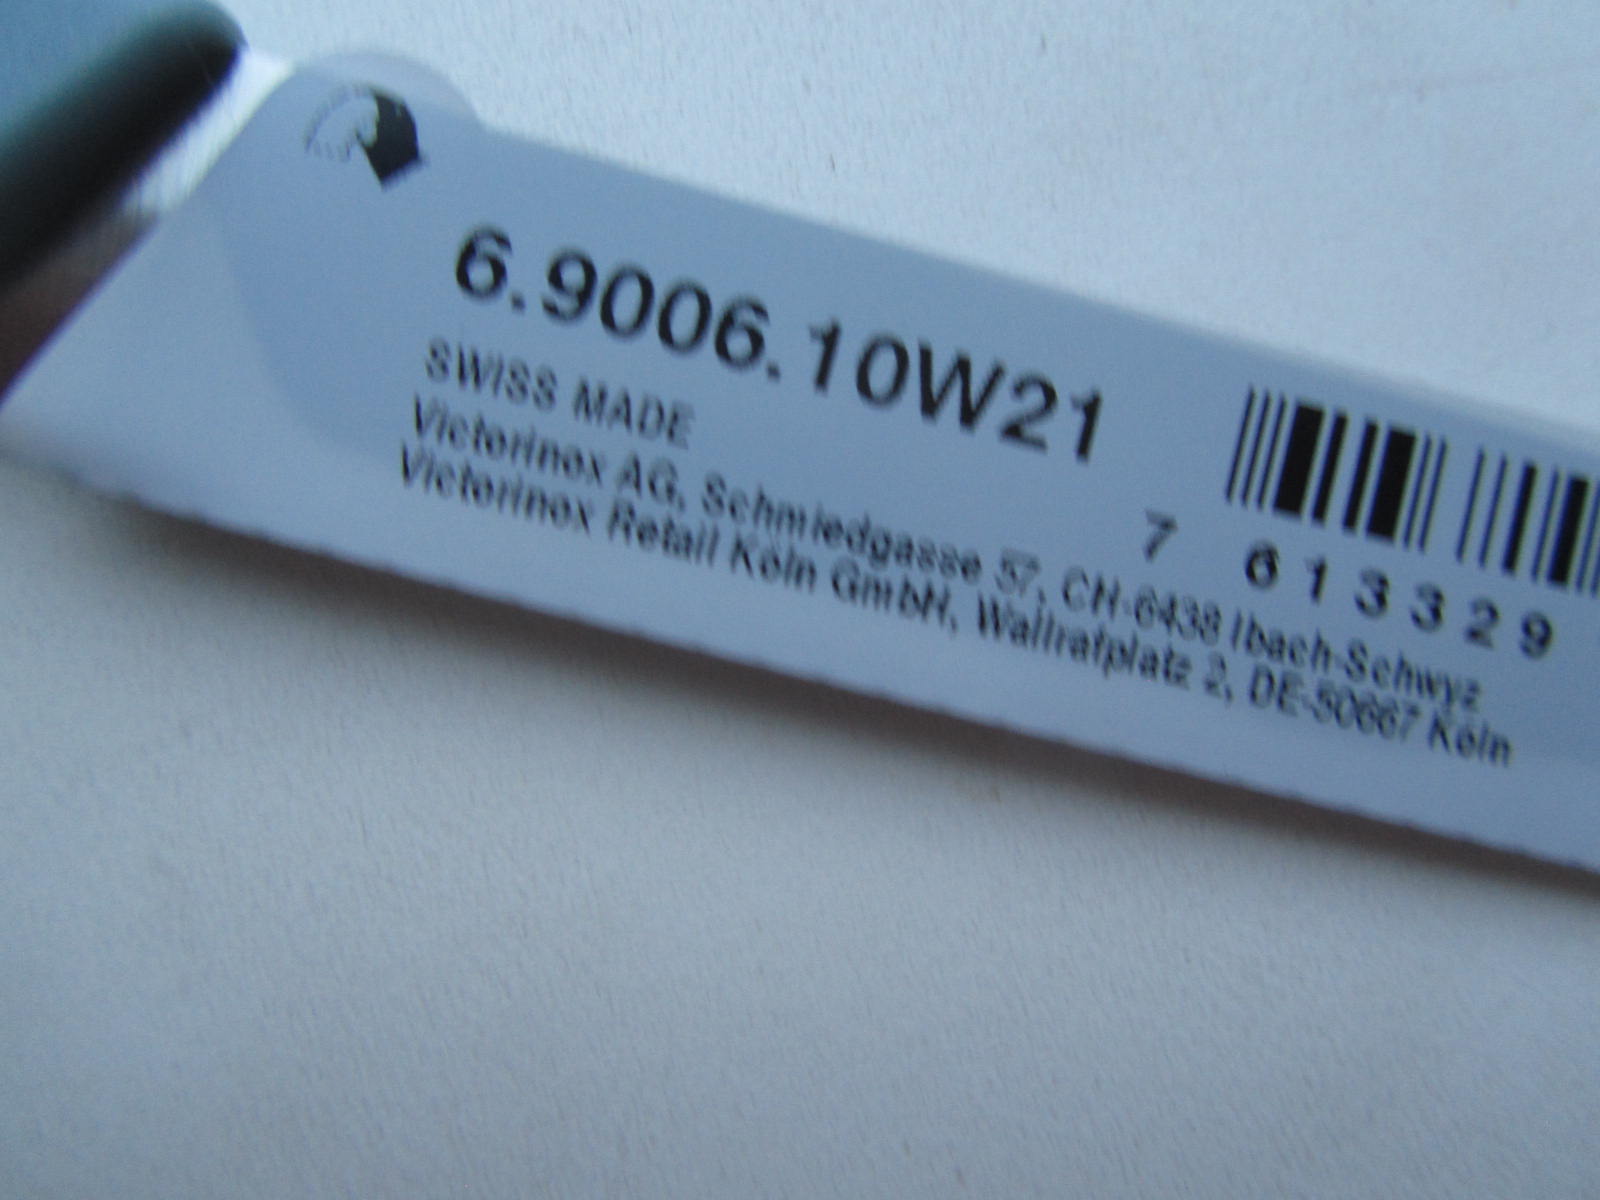 6.9006.10W21
SWISS MADE
Victorinox AG, Schmiedgasse 57, CH-6438 Ibach-Schwyz
Victorinox Retail Köln GmbH, Wallrafplatz 2, DE-50667 Köln
7 613329